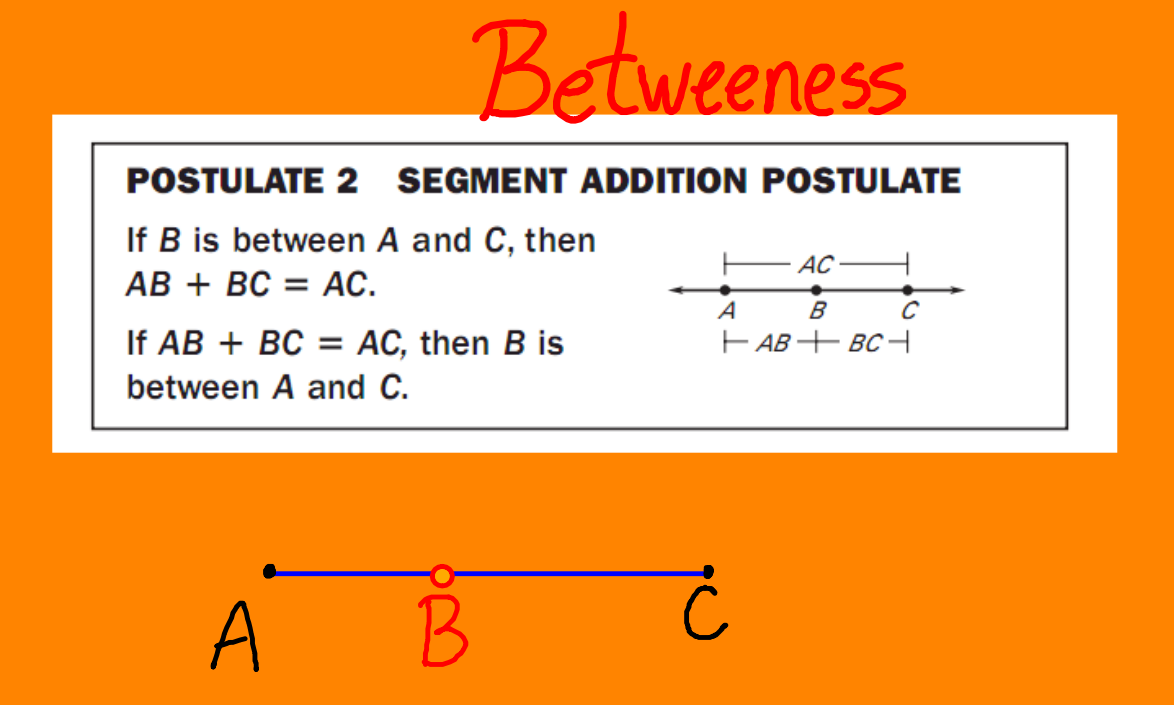 Betweeness
POSTULATE 2 SEGMENT ADDITION POSTULATE
If B is between A and C, then
AB + BC = AC.
If AB + BC = AC, then B is
between A and C.
AC
A B C
AB BC
A B C